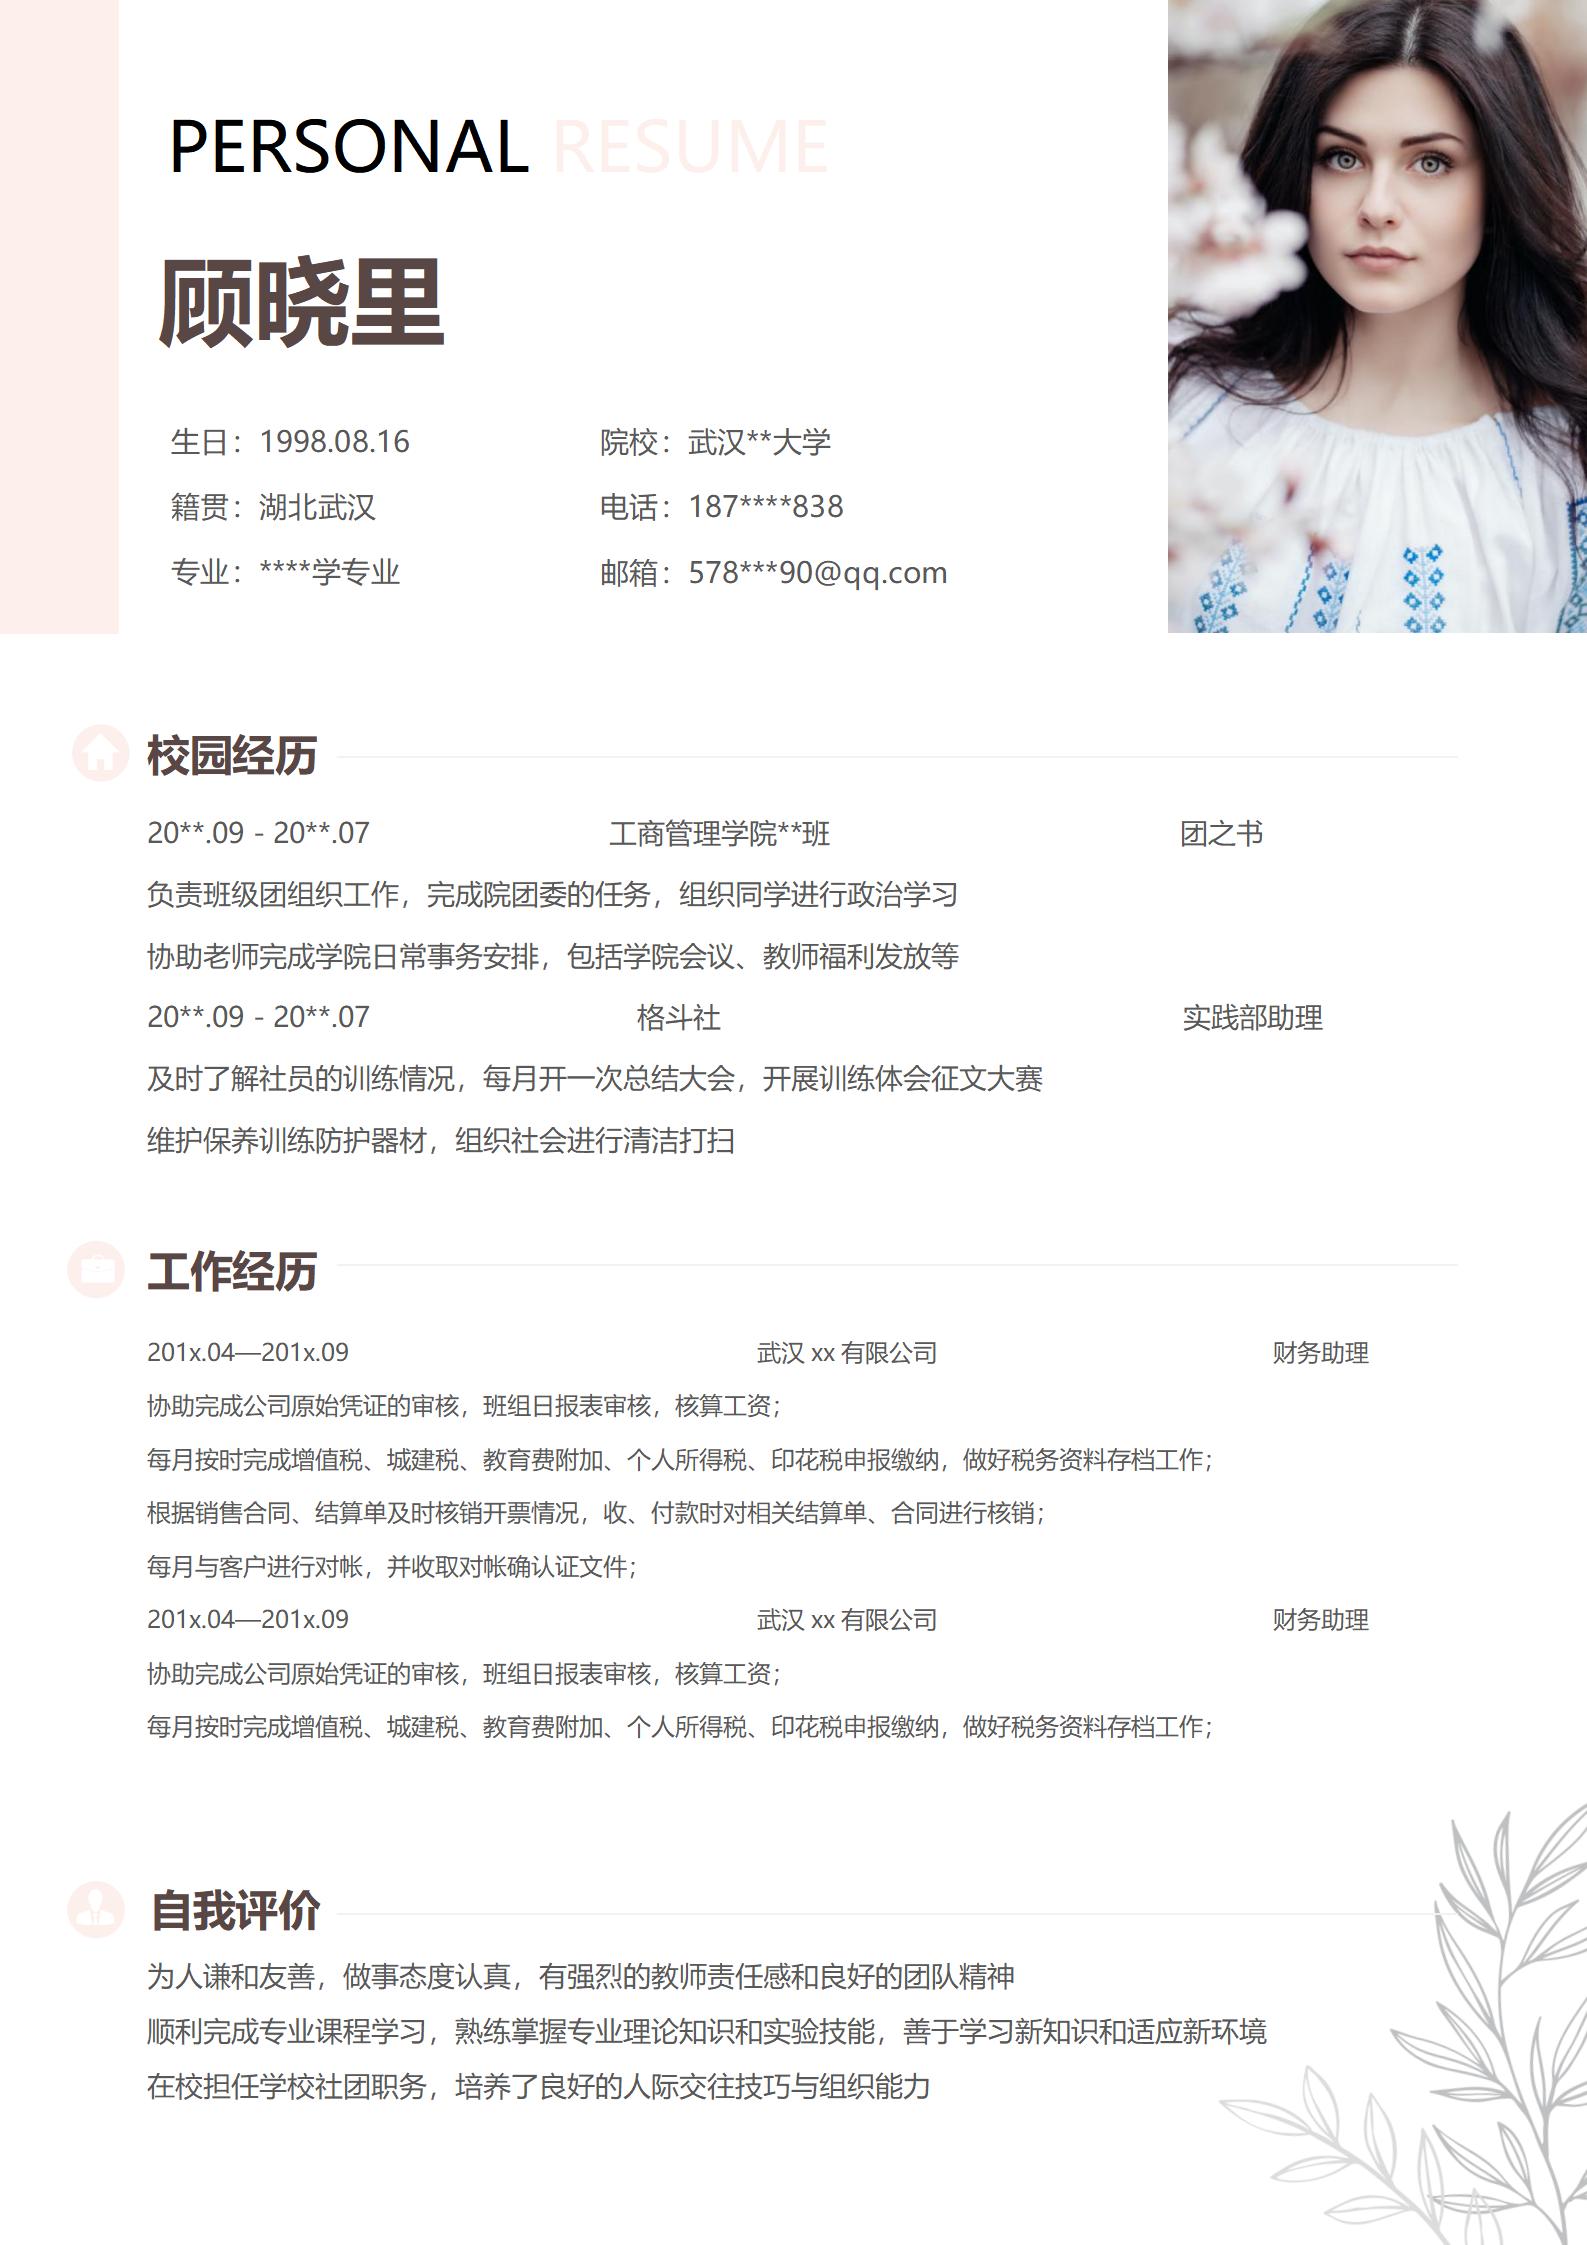 PERSONAL RESUME
顾晓里
生日：1998.08.16 院校：武汉**大学
籍贯：湖北武汉 电话：187****838
专业：****学专业 邮箱：578***90@qq.com
校园经历
20**.09 - 20**.07 工商管理学院**班 团之书
负责班级团组织工作，完成院团委的任务，组织同学进行政治学习
协助老师完成学院日常事务安排，包括学院会议、教师福利发放等
20**.09 - 20**.07 格斗社 实践部助理
及时了解社员的训练情况，每月开一次总结大会，开展训练体会征文大赛
维护保养训练防护器材，组织社会进行清洁打扫
工作经历
201x.04—201x.09 武汉 xx 有限公司 财务助理
协助完成公司原始凭证的审核，班组日报表审核，核算工资；
每月按时完成增值税、城建税、教育费附加、个人所得税、印花税申报缴纳，做好税务资料存档工作；
根据销售合同、结算单及时核销开票情况，收、付款时对相关结算单、合同进行核销；
每月与客户进行对帐，并收取对帐确认证文件；
201x.04—201x.09 武汉 xx 有限公司 财务助理
协助完成公司原始凭证的审核，班组日报表审核，核算工资；
每月按时完成增值税、城建税、教育费附加、个人所得税、印花税申报缴纳，做好税务资料存档工作；
自我评价
为人谦和友善，做事态度认真，有强烈的教师责任感和良好的团队精神
顺利完成专业课程学习，熟练掌握专业理论知识和实验技能，善于学习新知识和适应新环境
在校担任学校社团职务，培养了良好的人际交往技巧与组织能力